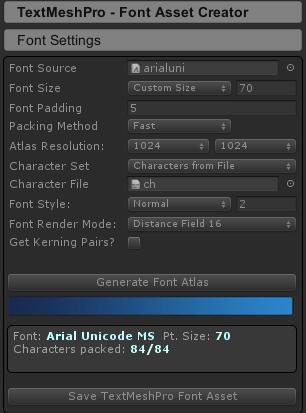 TextMeshPro - Font Asset Creator
Font Settings
Font Source arialuni
Font Size Custom Size 70
Font Padding 5
Packing Method Fast
Atlas Resolution: 1024 1024
Character Set Characters from File
Character File ch
Font Style: Normal 2
Font Render Mode: Distance Field 16
Get Kerning Pairs?
Generate Font Atlas
Font: Arial Unicode MS Pt. Size: 70
Characters packed: 84/84
Save TextMeshPro Font Asset